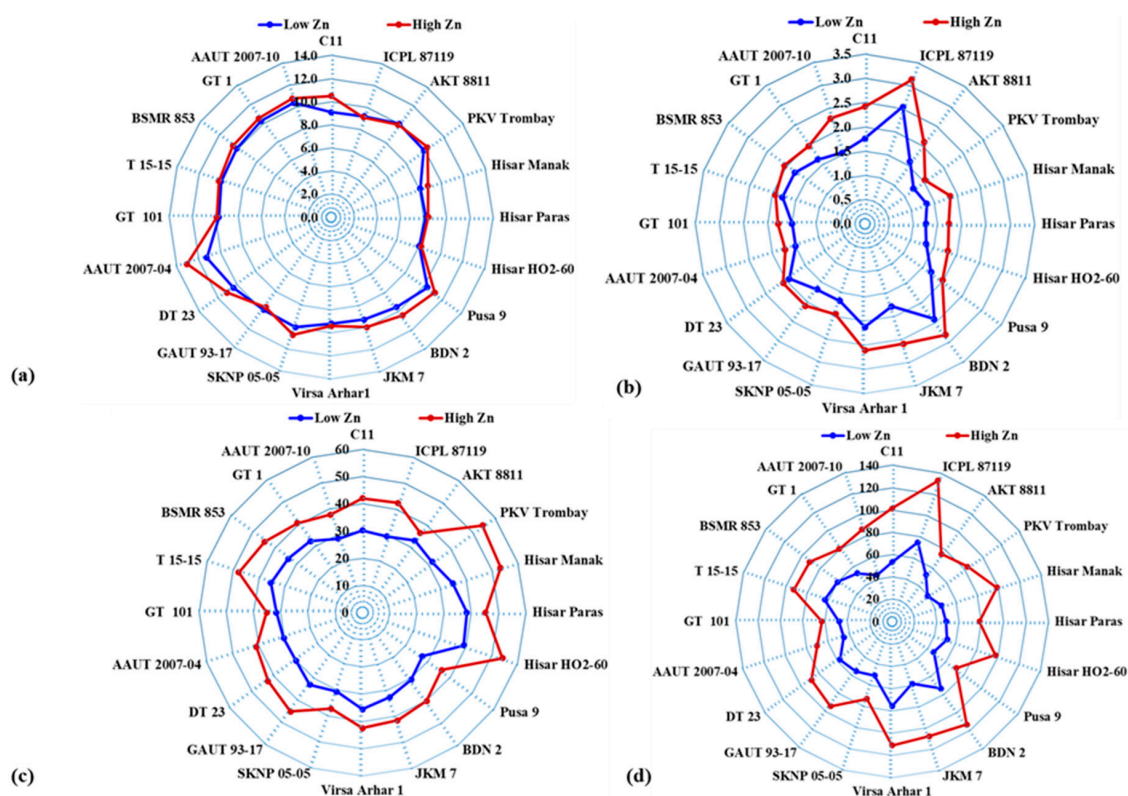 Low Zn High Zn
C11
14.0
12.0
10.0
8.0
6.0
4.0
2.0
0.0
ICPL 87119
AKT 8811
PKV Trombay
Hisar Manak
Hisar Paras
Hisar HO2-60
Pusa 9
BDN 2
JKM 7
Virsa Arhar1
SKNP 05-05
GAUT 93-17
DT 23
AAUT 2007-04
GT 101
T 15-15
BSMR 853
GT 1
AAUT 2007-10
(a)
Low Zn High Zn
C11
3.5
3.0
2.5
2.0
1.5
1.0
0.5
0.0
ICPL 87119
AKT 8811
PKV Trombay
Hisar Manak
Hisar Paras
Hisar HO2-60
Pusa 9
BDN 2
JKM 7
Virsa Arhar 1
SKNP 05-05
GAUT 93-17
DT 23
AAUT 2007-04
GT 101
T 15-15
BSMR 853
GT 1
AAUT 2007-10
(b)
Low Zn High Zn
C11
60
50
40
30
20
10
0
ICPL 87119
AKT 8811
PKV Trombay
Hisar Manak
Hisar Paras
Hisar HO2-60
Pusa 9
BDN 2
JKM 7
Virsa Arhar 1
SKNP 05-05
GAUT 93-17
DT 23
AAUT 2007-04
GT 101
T 15-15
BSMR 853
GT 1
AAUT 2007-10
(c)
Low Zn High Zn
C11
140
120
100
80
60
40
20
0
ICPL 87119
AKT 8811
PKV Trombay
Hisar Manak
Hisar Paras
Hisar HO2-60
Pusa 9
BDN 2
JKM 7
Virsa Arhar 1
SKNP 05-05
GAUT 93-17
DT 23
AAUT 2007-04
GT 101
T 15-15
BSMR 853
GT 1
AAUT 2007-10
(d)